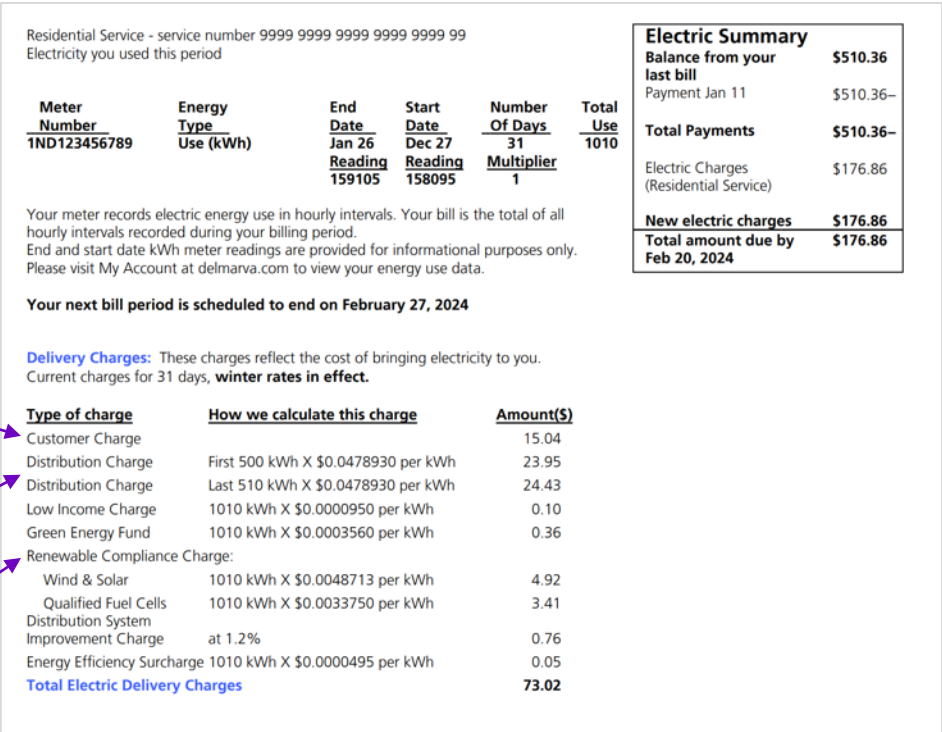 Residential Service - service number 9999 9999 9999 9999 9999 99
Electricity you used this period
Meter Energy End Start Number Total
Number Type Date Date Of Days Use
1ND123456789 Use (kWh) Jan 26 Dec 27 31 1010
Reading Reading Multiplier
159105 158095 1
Your meter records electric energy use in hourly intervals. Your bill is the total of all
hourly intervals recorded during your billing period.
End and start date kWh meter readings are provided for informational purposes only.
Please visit My Account at delmarva.com to view your energy use data.
Your next bill period is scheduled to end on February 27, 2024
Electric Summary
Balance from your $510.36
last bill
Payment Jan 11 $510.36–
Total Payments $510.36–
Electric Charges $176.86
(Residential Service)
New electric charges $176.86
Total amount due by $176.86
Feb 20, 2024
Delivery Charges: These charges reflect the cost of bringing electricity to you.
Current charges for 31 days, winter rates in effect.
Type of charge How we calculate this charge Amount($)
Customer Charge 15.04
Distribution Charge First 500 kWh X $0.0478930 per kWh 23.95
Distribution Charge Last 510 kWh X $0.0478930 per kWh 24.43
Low Income Charge 1010 kWh X $0.0000950 per kWh 0.10
Green Energy Fund 1010 kWh X $0.0003560 per kWh 0.36
Renewable Compliance Charge:
Wind & Solar 1010 kWh X $0.0048713 per kWh 4.92
Qualified Fuel Cells 1010 kWh X $0.0033750 per kWh 3.41
Distribution System
Improvement Charge at 1.2% 0.76
Energy Efficiency Surcharge 1010 kWh X $0.0000495 per kWh 0.05
Total Electric Delivery Charges 73.02